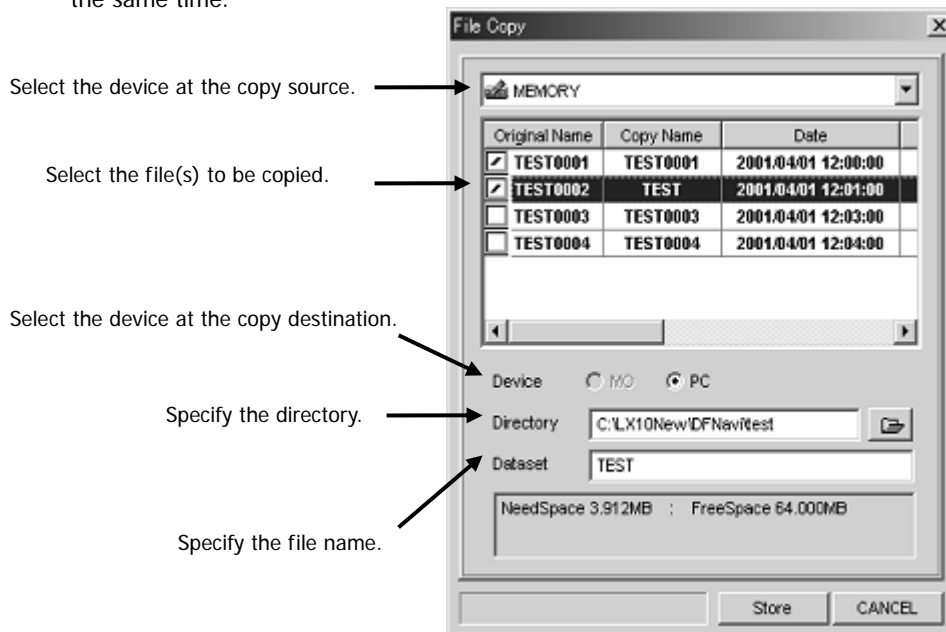 the same time.
File Copy
Select the device at the copy source.
MEMORY
Original Name Copy Name Date
TEST0001 TEST0001 2001/04/01 12:00:00
Select the file(s) to be copied.
TEST0002 TEST 2001/04/01 12:01:00
TEST0003 TEST0003 2001/04/01 12:03:00
TEST0004 TEST0004 2001/04/01 12:04:00
Select the device at the copy destination.
Device MO PC
Specify the directory.
Directory C:\LX10New\DFNavi\test
Dataset TEST
NeedSpace 3.912MB : FreeSpace 64.000MB
Specify the file name.
Store CANCEL